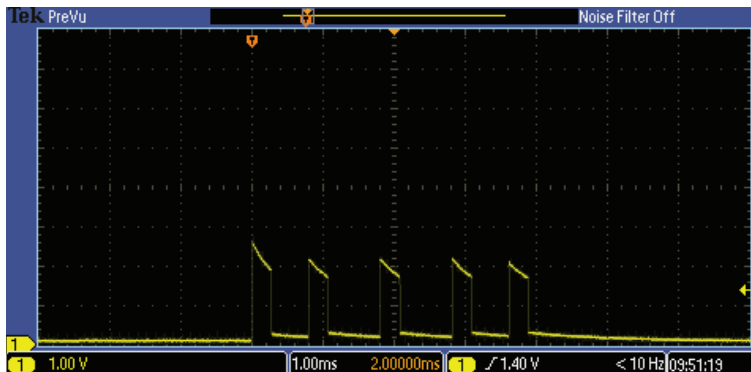 Tek PreVu Noise Filter Off
T
T
1
1 1.00 V 1.00ms 2.00000ms 1 1.40 V < 10 Hz 09:51:19